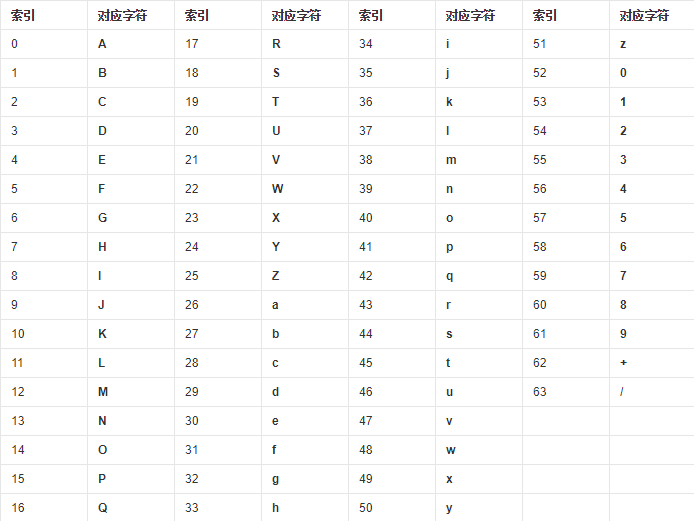 索引 对应字符 索引 对应字符 索引 对应字符 索引 对应字符
0 A 17 R 34 i 51 z
1 B 18 S 35 j 52 0
2 C 19 T 36 k 53 1
3 D 20 U 37 l 54 2
4 E 21 V 38 m 55 3
5 F 22 W 39 n 56 4
6 G 23 X 40 o 57 5
7 H 24 Y 41 p 58 6
8 I 25 Z 42 q 59 7
9 J 26 a 43 r 60 8
10 K 27 b 44 s 61 9
11 L 28 c 45 t 62 +
12 M 29 d 46 u 63 /
13 N 30 e 47 v
14 O 31 f 48 w
15 P 32 g 49 x
16 Q 33 h 50 y